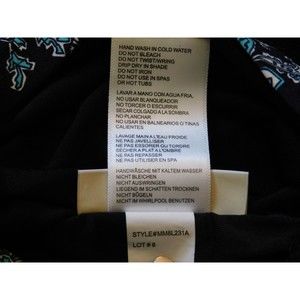 HAND WASH IN COLD WATER
DO NOT BLEACH
DO NOT TWIST/WRING
DRIP DRY IN SHADE
DO NOT IRON
DO NOT USE IN SPAS
OR HOT TUBS
LAVAR A MANO CON AGUA FRIA,
NO USAR BLANQUEADOR
NO TORCER O ESCURRIR
SECAR COLGADO A LA SOMBRA
NO PLANCHAR
NO USAR EN BALNEARIOS O TINAS
CALIENTES
LAVAGE MAIN A L'EAU FROIDE
NE PAS JAVELLISER
NE PAS ESSORER OU TORDRE
SECHER A PLAT A L'OMBRE
NE PAS REPASSER
NE PAS UTILISER EN SPA
HANDWÄSCHE MIT KALTEM WASSER
NICHT BLEICHEN
NICHT AUSWRINGEN
LIEGEND IM SCHATTEN TROCKNEN
NICHT BÜGELN
NICHT IM WHIRLPOOL BENUTZEN
STYLE#MM8L231A
LOT # 8